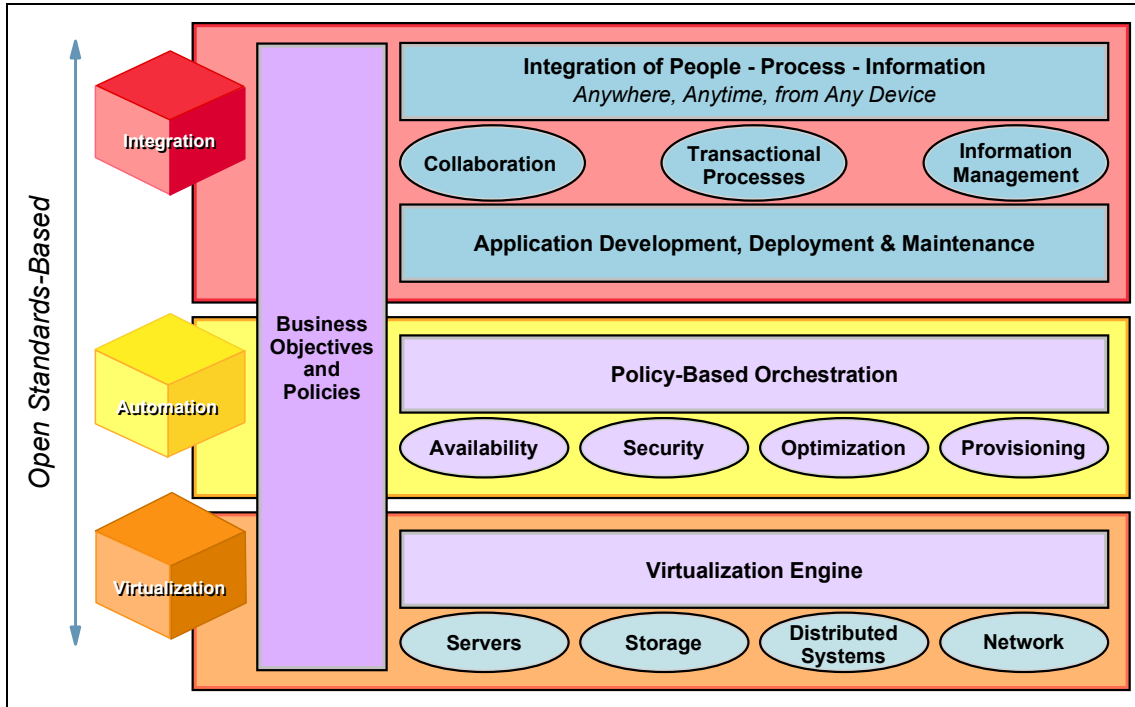 Open Standards-Based
Integration
Integration of People - Process - Information
Anywhere, Anytime, from Any Device
Collaboration
Transactional
Processes
Information
Management
Application Development, Deployment & Maintenance
Business
Objectives
and
Policies
Automation
Policy-Based Orchestration
Availability
Security
Optimization
Provisioning
Virtualization
Virtualization Engine
Servers
Storage
Distributed
Systems
Network